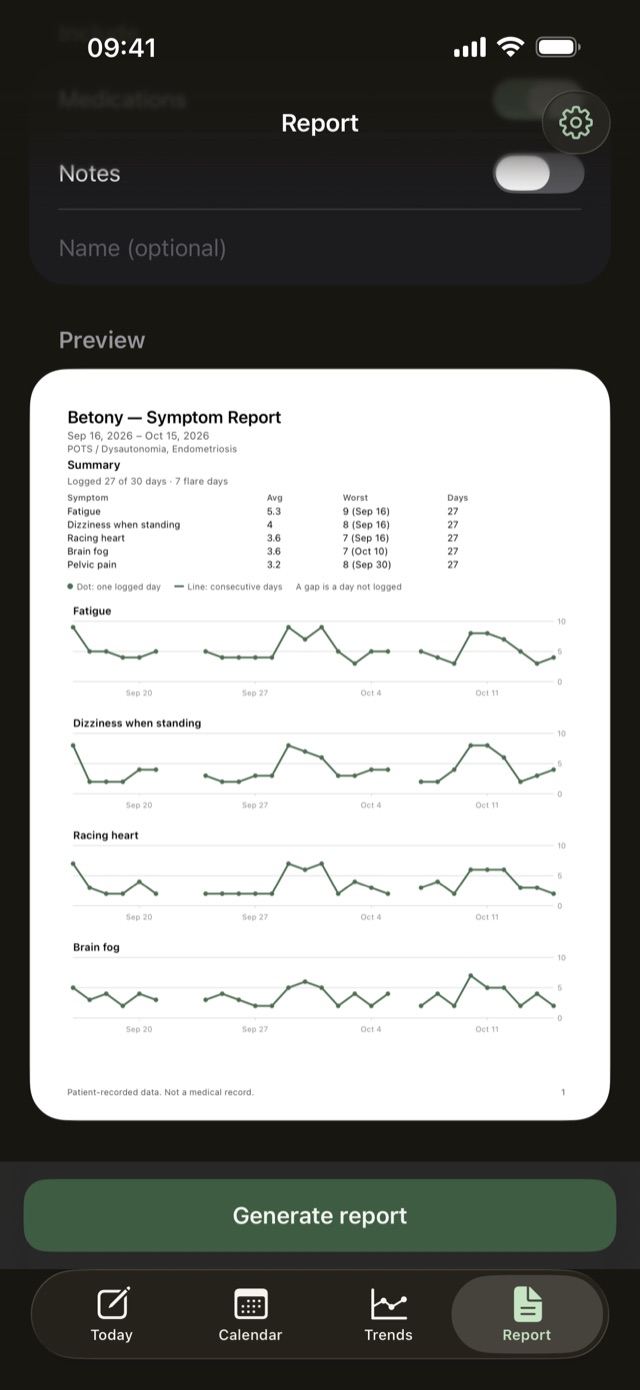 Include
09:41
Medications
Report
Notes
Name (optional)
Preview
Betony — Symptom Report
Sep 16, 2026 – Oct 15, 2026
POTS / Dysautonomia, Endometriosis
Summary
Logged 27 of 30 days · 7 flare days
Symptom Avg Worst Days
Fatigue 5.3 9 (Sep 16) 27
Dizziness when standing 4 8 (Sep 16) 27
Racing heart 3.6 7 (Sep 16) 27
Brain fog 3.6 7 (Oct 10) 27
Pelvic pain 3.2 8 (Sep 30) 27
Dot: one logged day Line: consecutive days A gap is a day not logged
Fatigue
10
5
0
Sep 20 Sep 27 Oct 4 Oct 11
Dizziness when standing
10
5
0
Sep 20 Sep 27 Oct 4 Oct 11
Racing heart
10
5
0
Sep 20 Sep 27 Oct 4 Oct 11
Brain fog
10
5
0
Sep 20 Sep 27 Oct 4 Oct 11
Patient-recorded data. Not a medical record. 1
Generate report
Today Calendar Trends Report